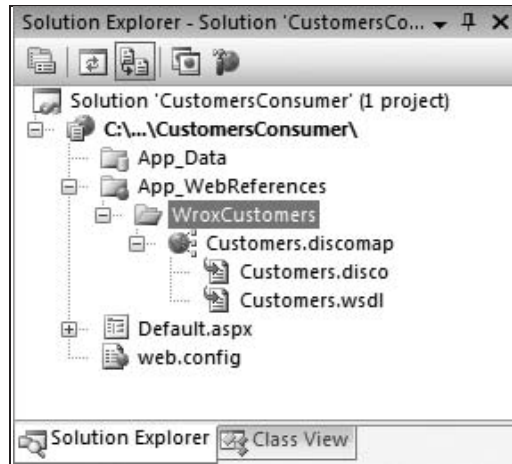 Solution Explorer - Solution 'CustomersCo...
Solution 'CustomersConsumer' (1 project)
C:\...\CustomersConsumer\
App_Data
App_WebReferences
WroxCustomers
Customers.discomap
Customers.disco
Customers.wsdl
Default.aspx
web.config
Solution Explorer Class View